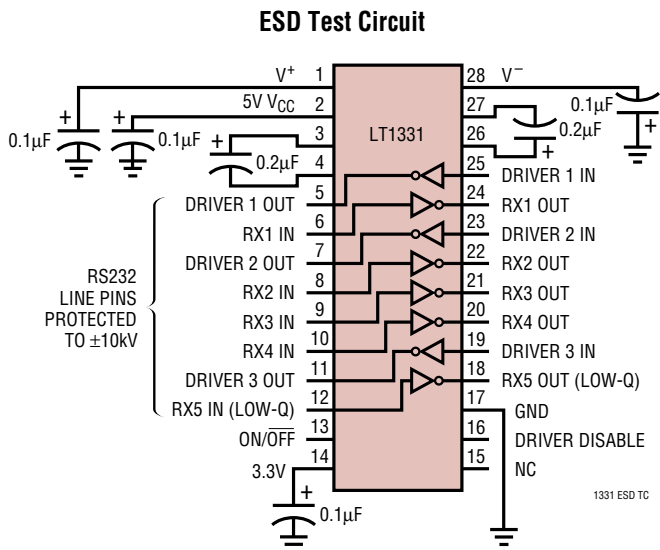 ESD Test Circuit
V+ 1
28 V−
5V VCC 2
27
0.1µF
+
+
+
0.1µF
0.1µF
3
LT1331
26
0.2µF
+
+
0.2µF
4
25 DRIVER 1 IN
DRIVER 1 OUT 5
24 RX1 OUT
RX1 IN 6
23 DRIVER 2 IN
DRIVER 2 OUT 7
22 RX2 OUT
RX2 IN 8
21 RX3 OUT
RX3 IN 9
20 RX4 OUT
RX4 IN 10
19 DRIVER 3 IN
DRIVER 3 OUT 11
18 RX5 OUT (LOW-Q)
RX5 IN (LOW-Q) 12
17 GND
ON/OFF 13
16 DRIVER DISABLE
3.3V 14
15 NC
+
0.1µF
RS232
LINE PINS
PROTECTED
TO ±10kV
1331 ESD TC